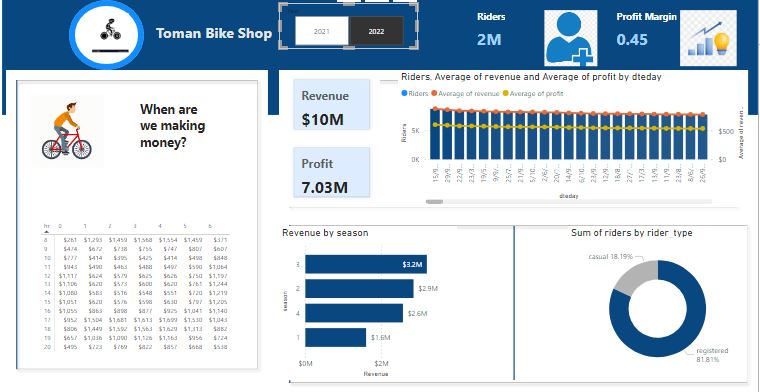 Toman Bike Shop
2021
2022
Riders
2M
Profit Margin
0.45
When are
we making
money?
hr 0 1 2 3 4 5 6
8 $261 $1,293 $1,459 $1,568 $1,554 $1,459 $371
9 $474 $672 $738 $755 $747 $807 $607
10 $777 $414 $395 $425 $414 $498 $848
11 $943 $490 $463 $488 $497 $590 $1,064
12 $1,117 $624 $579 $625 $626 $750 $1,197
13 $1,106 $620 $573 $600 $620 $761 $1,244
14 $1,080 $583 $516 $548 $551 $720 $1,219
15 $1,051 $620 $576 $598 $630 $797 $1,205
16 $1,055 $863 $898 $877 $925 $1,041 $1,140
17 $952 $1,504 $1,681 $1,613 $1,699 $1,530 $1,043
18 $806 $1,449 $1,592 $1,563 $1,629 $1,313 $882
19 $657 $1,036 $1,090 $1,126 $1,163 $956 $724
20 $495 $723 $769 $822 $857 $668 $538
Revenue
$10M
Profit
7.03M
Riders, Average of revenue and Average of profit by dteday
Riders Average of revenue Average of profit
Riders
5K
0K
$500
$0
Average of reven...
dteday
Revenue by season
season
3 $3.2M
2 $2.9M
4 $2.6M
1 $1.6M
$0M $2M
Revenue
Sum of riders by rider_type
casual 18.19%
registered
81.81%